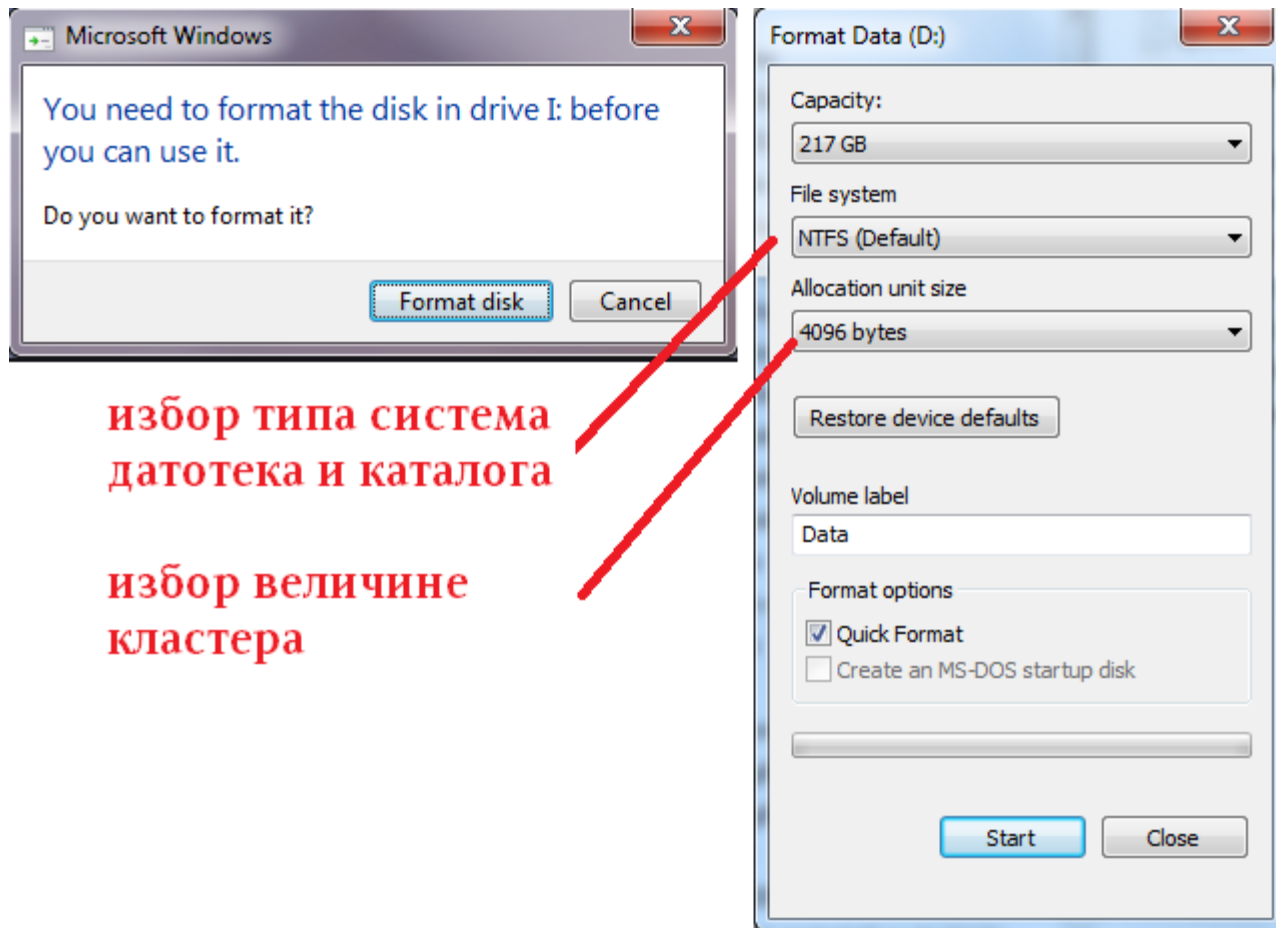 Microsoft Windows
You need to format the disk in drive I: before
you can use it.
Do you want to format it?
Format disk
Cancel
избор типа система
датотека и каталога
избор величине
кластера
Format Data (D:)
Capacity:
217 GB
File system
NTFS (Default)
Allocation unit size
4096 bytes
Restore device defaults
Volume label
Data
Format options
Quick Format
Create an MS-DOS startup disk
Start
Close